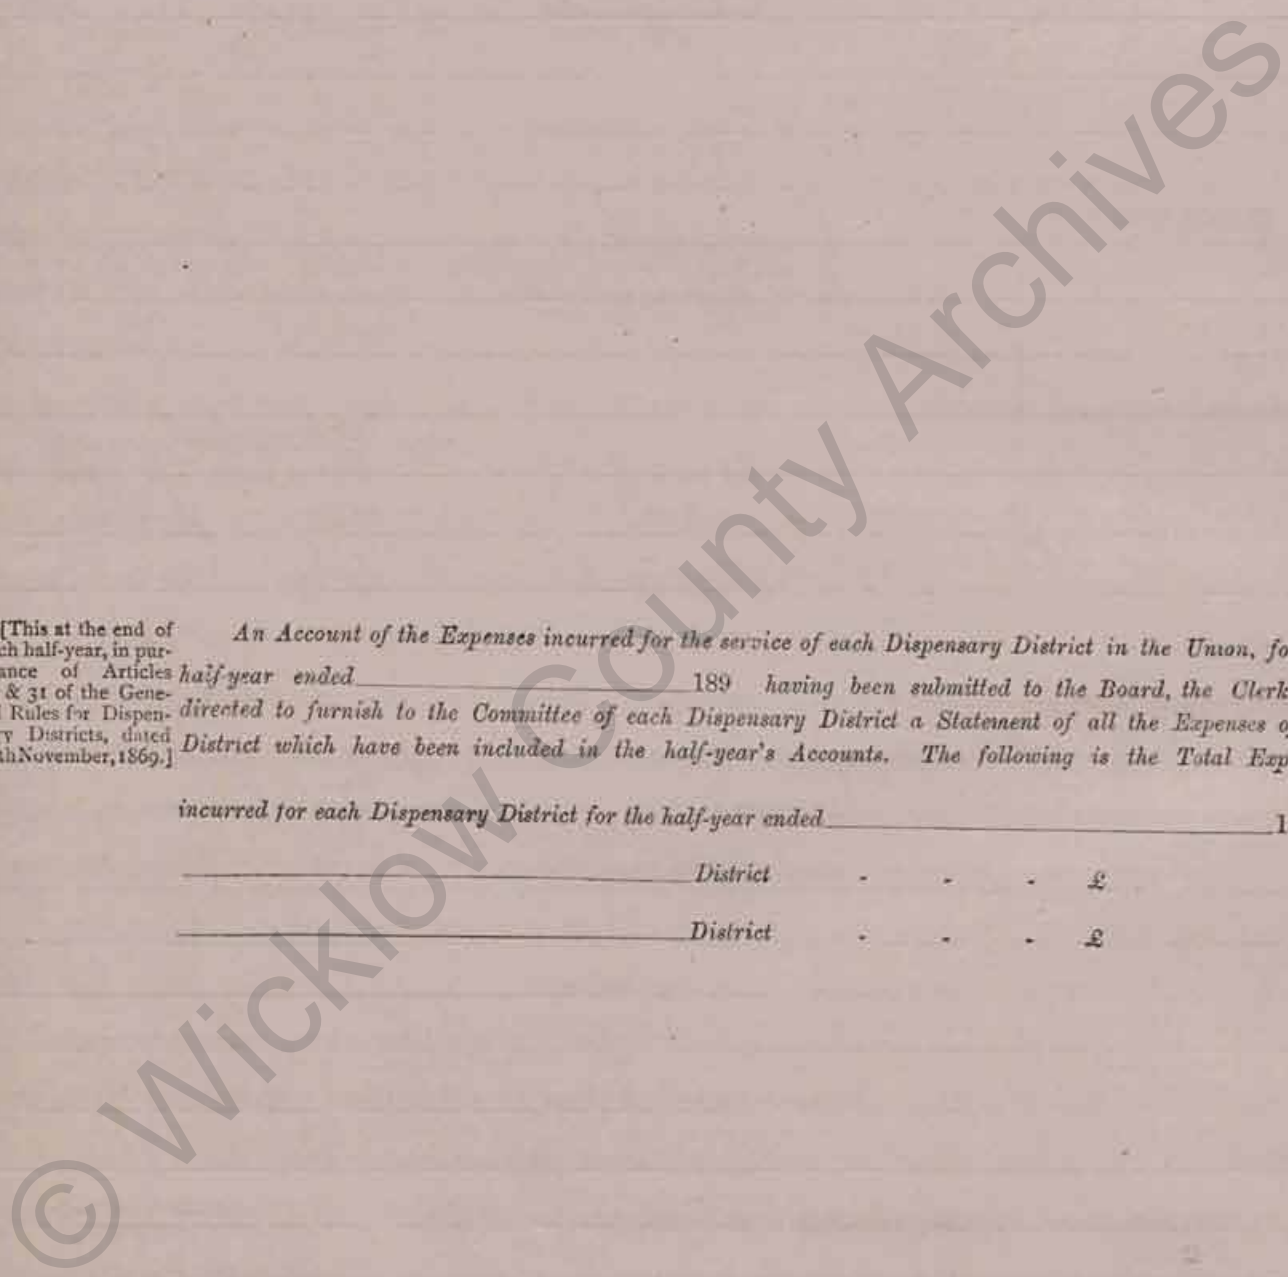 [This at the end of
ch half-year, in pur-
ance of Articles
& 31 of the Gene-
l Rules for Dispen-
ry Districts, dated
thNovember, 1869.]
An Account of the Expenses incurred for the service of each Dispensary District in the Union, fo
half-year ended 189 having been submitted to the Board, the Clerk
directed to furnish to the Committee of each Dispensary District a Statement of all the Expenses o
District which have been included in the half-year's Accounts. The following is the Total Exp
incurred for each Dispensary District for the half-year ended 1
District - - - £
District - - - £
© Wicklow County Archives